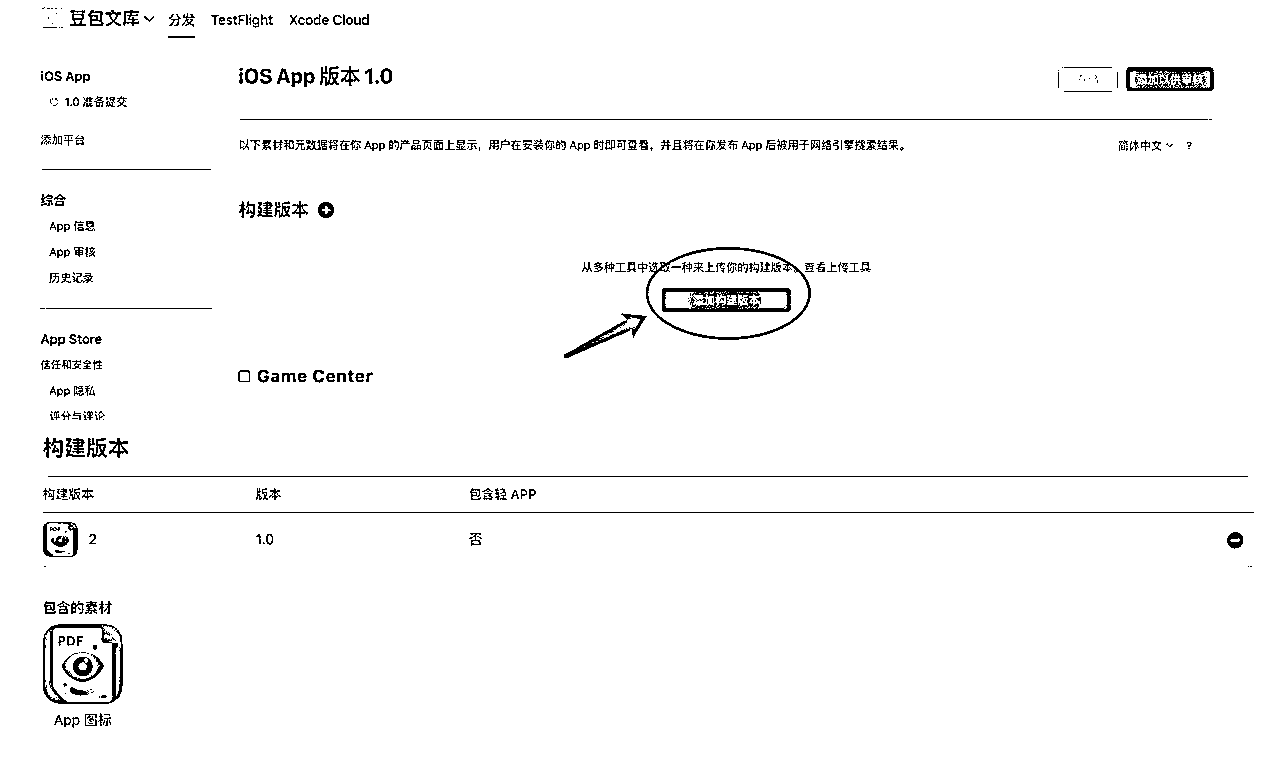 豆包文库 分发 TestFlight Xcode Cloud
iOS App
1.0 准备提交
添加平台
综合
App 信息
App 审核
历史记录
App Store
信任和安全性
App 隐私
评分与评论
iOS App 版本 1.0
添加以供审核
以下素材和元数据将在你 App 的产品页面上显示，用户在安装你的 App 时即可查看，并且将在你发布 App 后被用于网络引擎搜索结果。
简体中文 ?
构建版本
从多种工具中选取一种来上传你的构建版本。查看上传工具
添加构建版本
Game Center
构建版本
构建版本 版本 包含轻 APP
PDF
2 1.0 否
包含的素材
PDF
App 图标